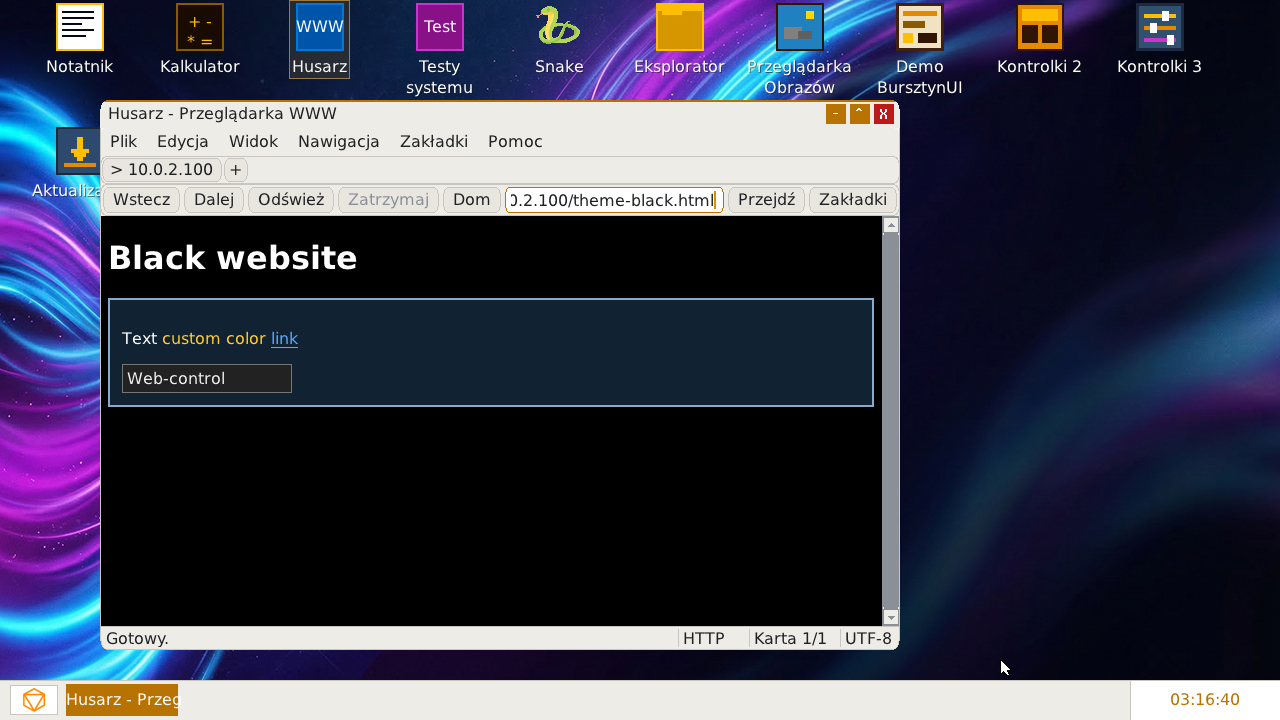 Notatnik
Kalkulator
WWW
Husarz
Test
Testy systemu
Snake
Eksplorator
Przeglądarka Obrazów
Demo BursztynUI
Kontrolki 2
Kontrolki 3
Husarz - Przeglądarka WWW
Plik Edycja Widok Nawigacja Zakładki Pomoc
> 10.0.2.100 +
Wstecz Dalej Odśwież Zatrzymaj Dom 0.2.100/theme-black.html Przejdź Zakładki
Aktualiza
Black website
Text custom color link
Web-control
Gotowy. HTTP Karta 1/1 UTF-8
Husarz - Przeg 03:16:40